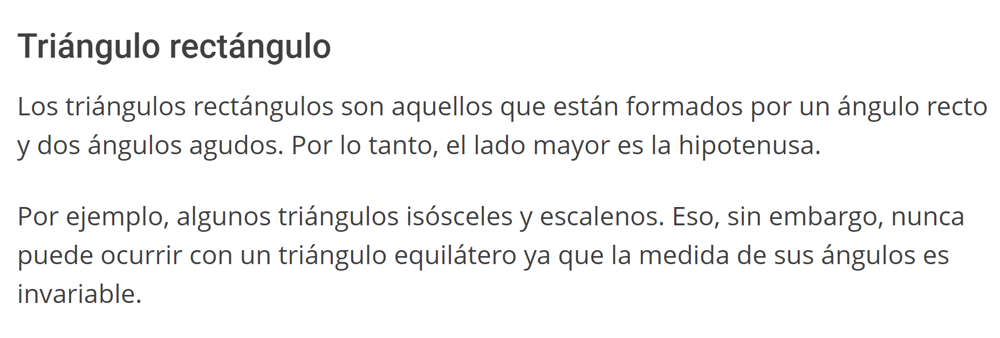 Triángulo rectángulo
Los triángulos rectángulos son aquellos que están formados por un ángulo recto
y dos ángulos agudos. Por lo tanto, el lado mayor es la hipotenusa.
Por ejemplo, algunos triángulos isósceles y escalenos. Eso, sin embargo, nunca
puede ocurrir con un triángulo equilátero ya que la medida de sus ángulos es
invariable.